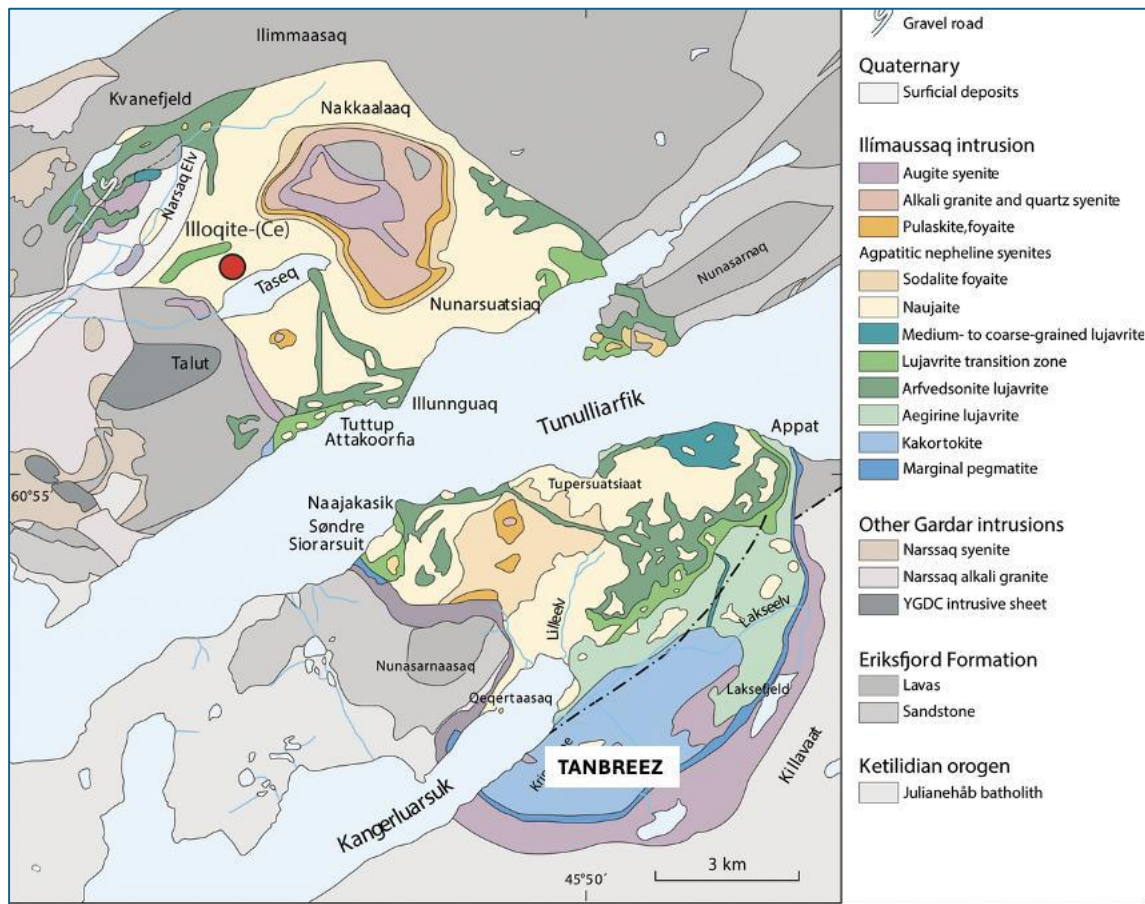 Ilimmaasaq
Kvanefjeld
Nakkaalaaq
Narsaq Elv
Illoqite-(Ce)
Taseq
Nunasarnaq
Nunarsuatsiaq
Talut
Illunnguaq
Tuttup
Attakoorfia
Tunulliarfik
Appat
60°55´
Tupersuatsiaat
Naajakasik
Søndre
Siorarsuit
Lilleelv
Lakseelv
Nunasarnaasaq
Qeqertaasaq
Laksefjeld
TANBREEZ
Killavaat
Kangerluarsuk
3 km
45°50´
Gravel road
Quaternary
Surficial deposits
Ilímaussaq intrusion
Augite syenite
Alkali granite and quartz syenite
Pulaskite,foyaite
Agpatitic nepheline syenites
Sodalite foyaite
Naujaite
Medium- to coarse-grained lujavrite
Lujavrite transition zone
Arfvedsonite lujavrite
Aegirine lujavrite
Kakortokite
Marginal pegmatite
Other Gardar intrusions
Narssaq syenite
Narssaq alkali granite
YGDC intrusive sheet
Eriksfjord Formation
Lavas
Sandstone
Ketilidian orogen
Julianehåb batholith